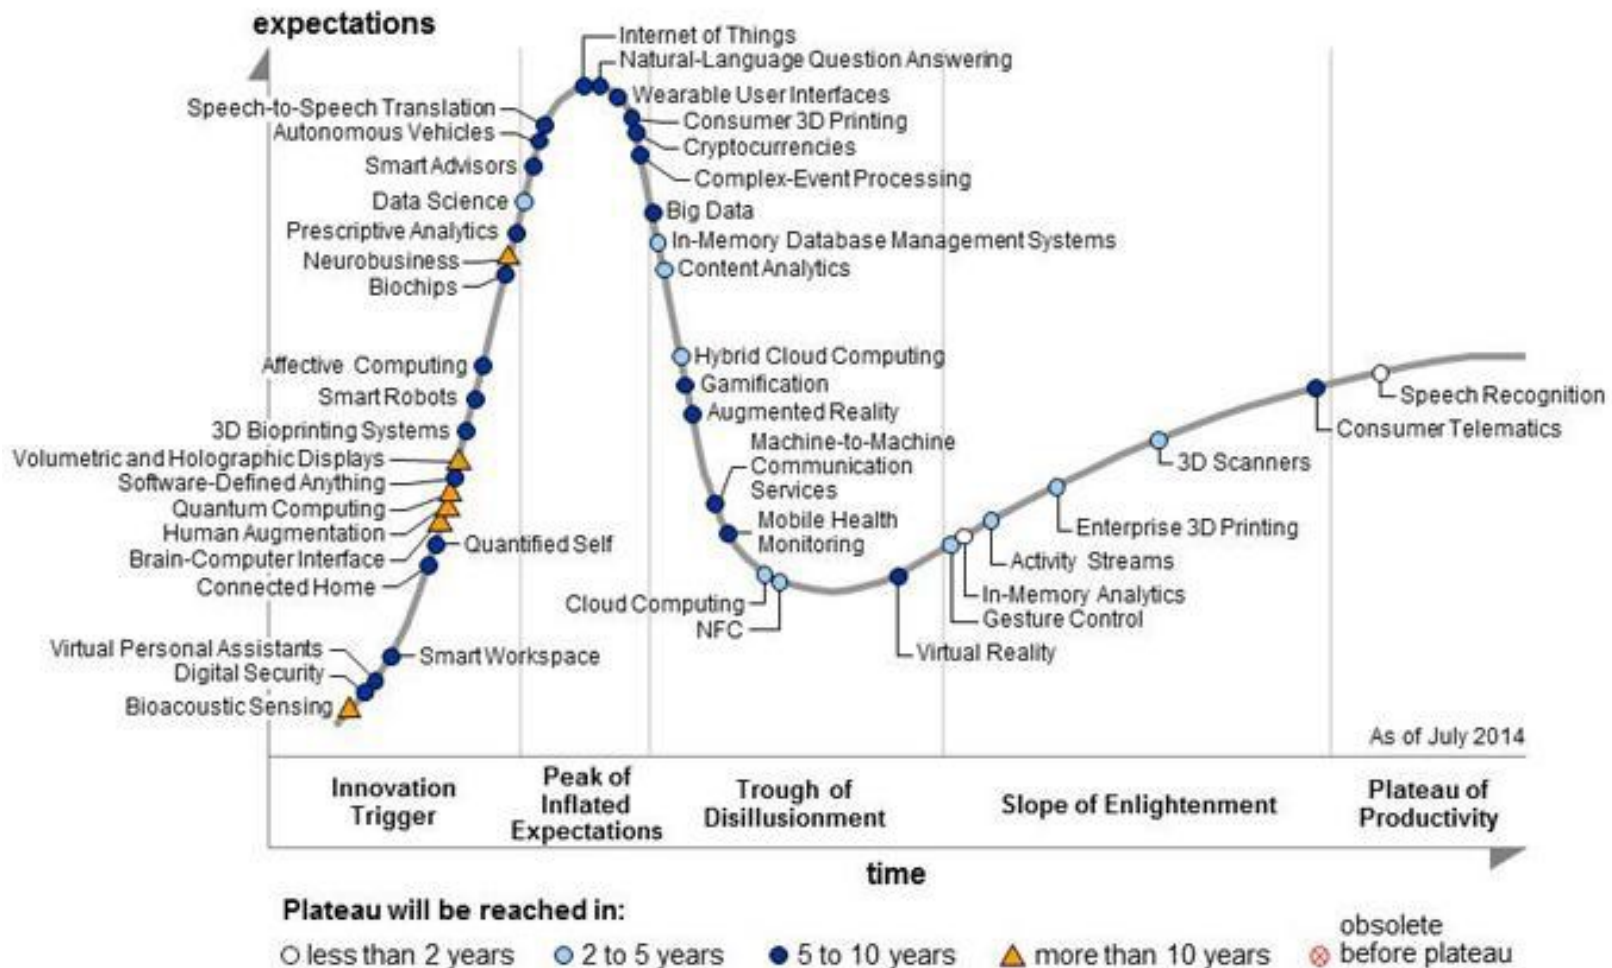 expectations
Internet of Things
Natural-Language Question Answering
Wearable User Interfaces
Speech-to-Speech Translation
Consumer 3D Printing
Autonomous Vehicles
Cryptocurrencies
Smart Advisors
Complex-Event Processing
Data Science
Big Data
Prescriptive Analytics
In-Memory Database Management Systems
Neurobusiness
Content Analytics
Biochips
Hybrid Cloud Computing
Affective Computing
Gamification
Smart Robots
Augmented Reality
3D Bioprinting Systems
Machine-to-Machine
Communication
Services
Volumetric and Holographic Displays
Software-Defined Anything
Quantum Computing
Human Augmentation
Brain-Computer Interface
Connected Home
Quantified Self
Mobile Health
Monitoring
Cloud Computing
NFC
Virtual Personal Assistants
Digital Security
Bioacoustic Sensing
Smart Workspace
Speech Recognition
Consumer Telematics
3D Scanners
Enterprise 3D Printing
Activity Streams
In-Memory Analytics
Gesture Control
Virtual Reality
As of July 2014
Innovation
Trigger
Peak of
Inflated
Expectations
Trough of
Disillusionment
Slope of Enlightenment
Plateau of
Productivity
time
Plateau will be reached in:
less than 2 years
2 to 5 years
5 to 10 years
more than 10 years
obsolete
before plateau